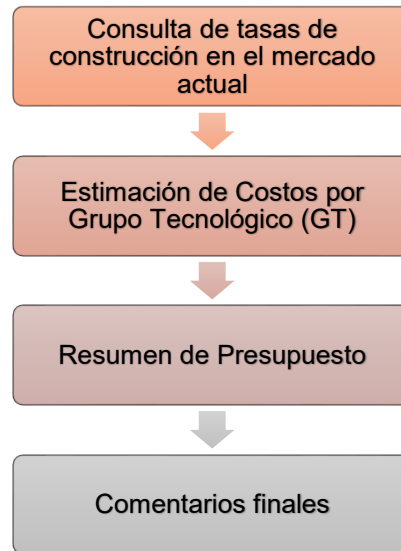 Consulta de tasas de
construcción en el mercado
actual
Estimación de Costos por
Grupo Tecnológico (GT)
Resumen de Presupuesto
Comentarios finales